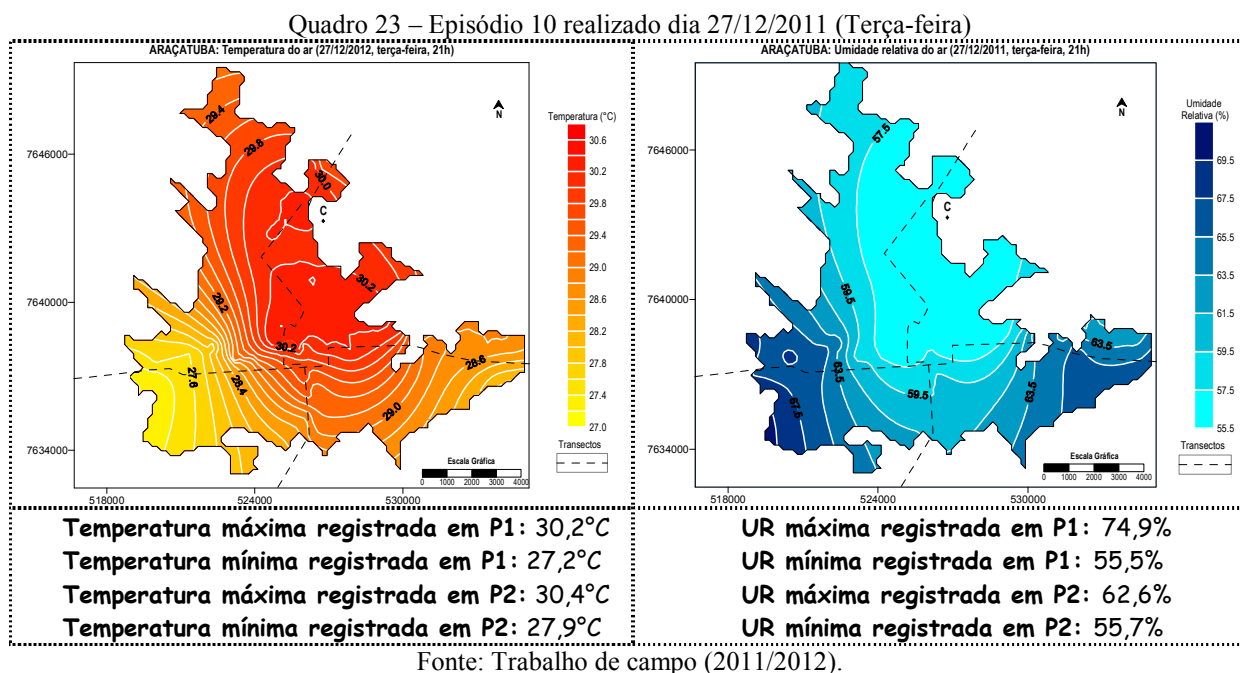 Quadro 23 – Episódio 10 realizado dia 27/12/2011 (Terça-feira)
ARAÇATUBA: Temperatura do ar (27/12/2012, terça-feira, 21h)
29.4
29.8
30.0
30.2
29.2
30.2
27.6
28.4
29.0
28.6
C
N
7646000
7640000
7634000
518000
524000
530000
Temperatura (°C)
30.6
30.2
29.8
29.4
29.0
28.6
28.2
27.8
27.4
27.0
Transectos
Escala Gráfica
0 1000 2000 3000 4000
ARAÇATUBA: Umidade relativa do ar (27/12/2011, terça-feira, 21h)
57.5
59.5
63.5
67.5
59.5
63.5
63.5
C
N
7646000
7640000
7634000
518000
524000
530000
Umidade
Relativa (%)
69.5
67.5
65.5
63.5
61.5
59.5
57.5
55.5
Transectos
Escala Gráfica
0 1000 2000 3000 4000
Temperatura máxima registrada em P1: 30,2°C
Temperatura mínima registrada em P1: 27,2°C
Temperatura máxima registrada em P2: 30,4°C
Temperatura mínima registrada em P2: 27,9°C
UR máxima registrada em P1: 74,9%
UR mínima registrada em P1: 55,5%
UR máxima registrada em P2: 62,6%
UR mínima registrada em P2: 55,7%
Fonte: Trabalho de campo (2011/2012).